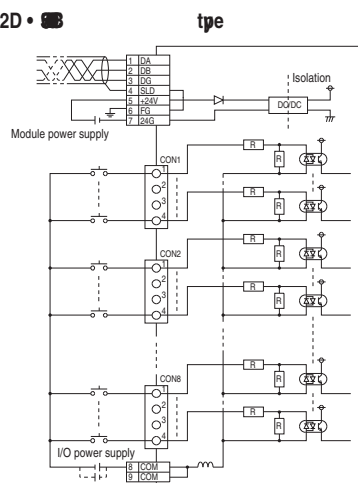 2D •
type
1 DA
2 DB
3 DG
4 SLD
5 +24V
6 FG
7 24G
Isolation
DC/DC
Module power supply
CON1
1
2
3
4
R
R
R
R
CON2
1
2
3
4
R
R
R
R
CON8
1
2
3
4
R
R
R
R
I/O power supply
8 COM
9 COM